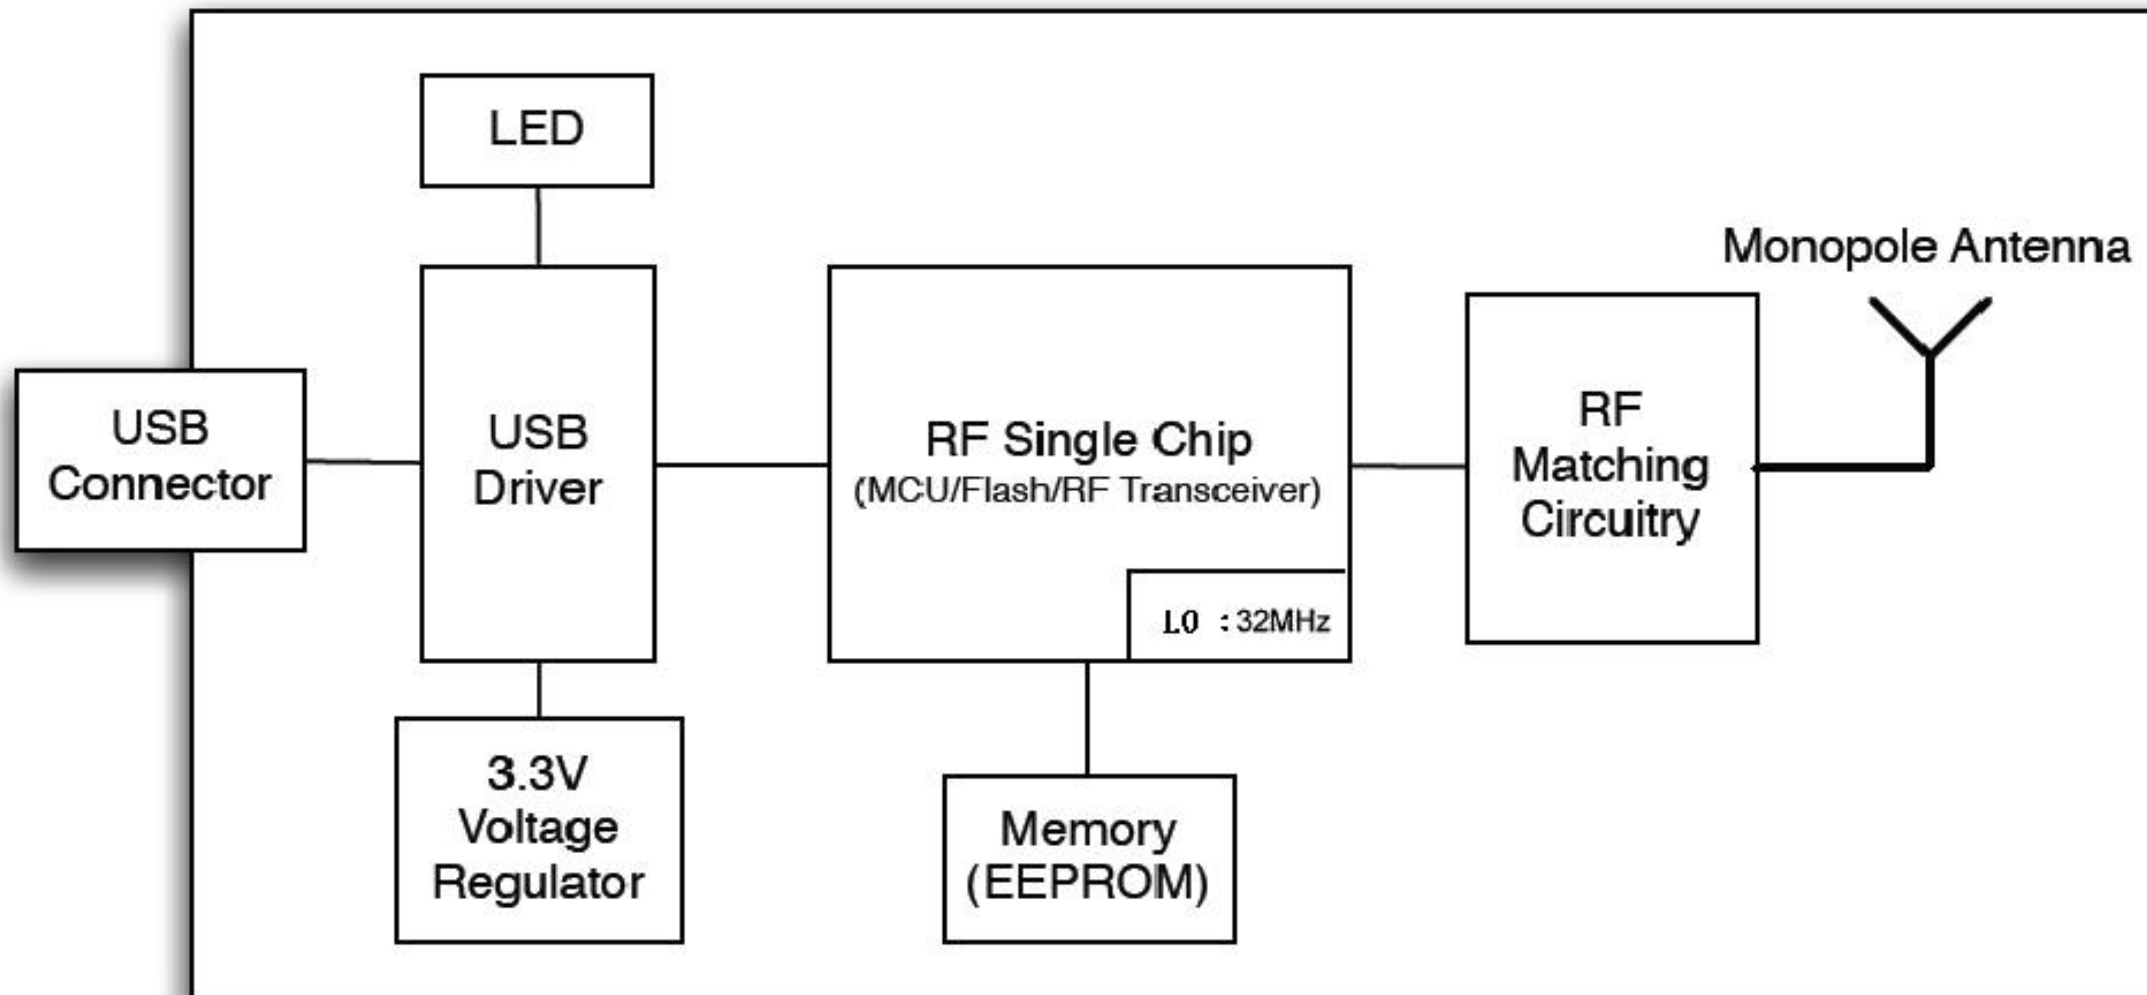 LED
Monopole Antenna
USB
Connector
USB
Driver
RF Single Chip
(MCU/Flash/RF Transceiver)
LO : 32MHz
RF
Matching
Circuitry
3.3V
Voltage
Regulator
Memory
(EEPROM)